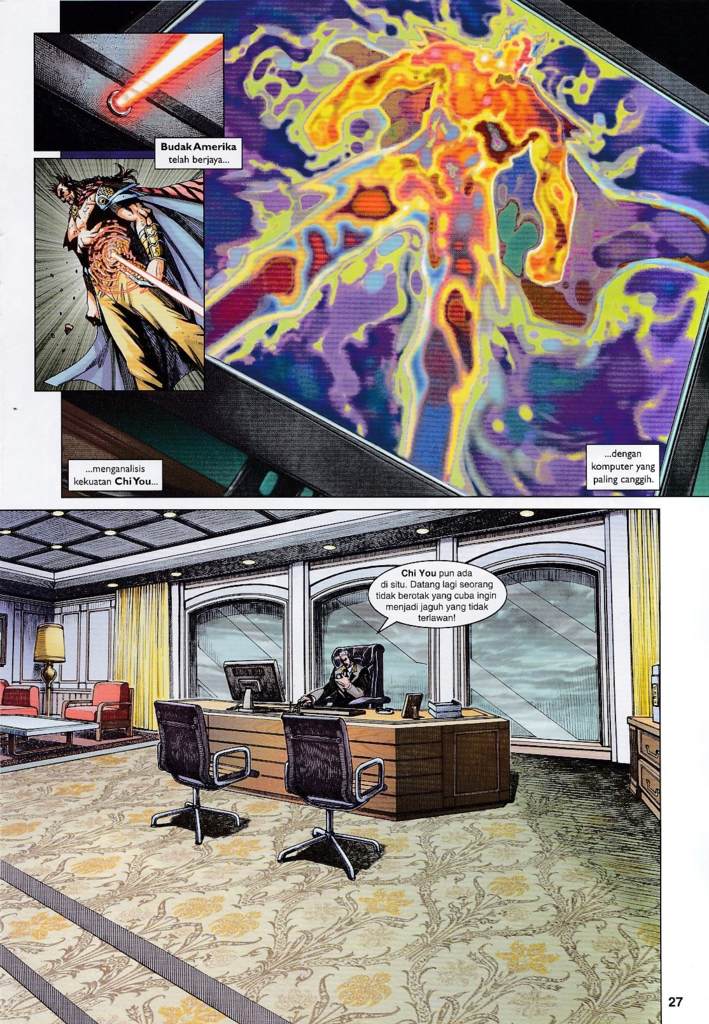 Budak Amerika
telah berjaya...
...menganalisis
kekuatan Chi You...
...dengan
komputer yang
paling canggih.
Chi You pun ada
di situ. Datang lagi seorang
tidak berotak yang cuba ingin
menjadi jaguh yang tidak
terlawan!
27